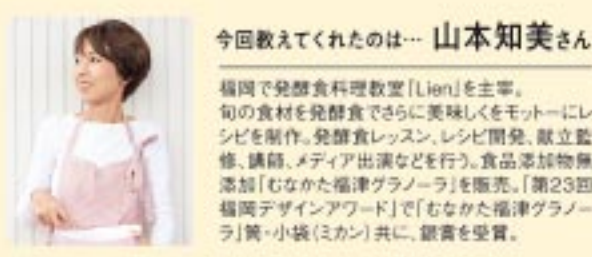 今回教えてくれたのは… 山本知美さん
福岡で発酵食料理教室「Lien」を主宰。
旬の食材を発酵食でさらに美味しくをモットーにレ
シピを制作。発酵食レッスン、レシピ開発、献立監
修、講師、メディア出演などを行う。食品添加物無
添加「むなかた福津グラノーラ」を販売。「第23回
福岡デザインアワード」で「むなかた福津グラノー
ラ」筒・小袋(ミカン)共に、銀賞を受賞。